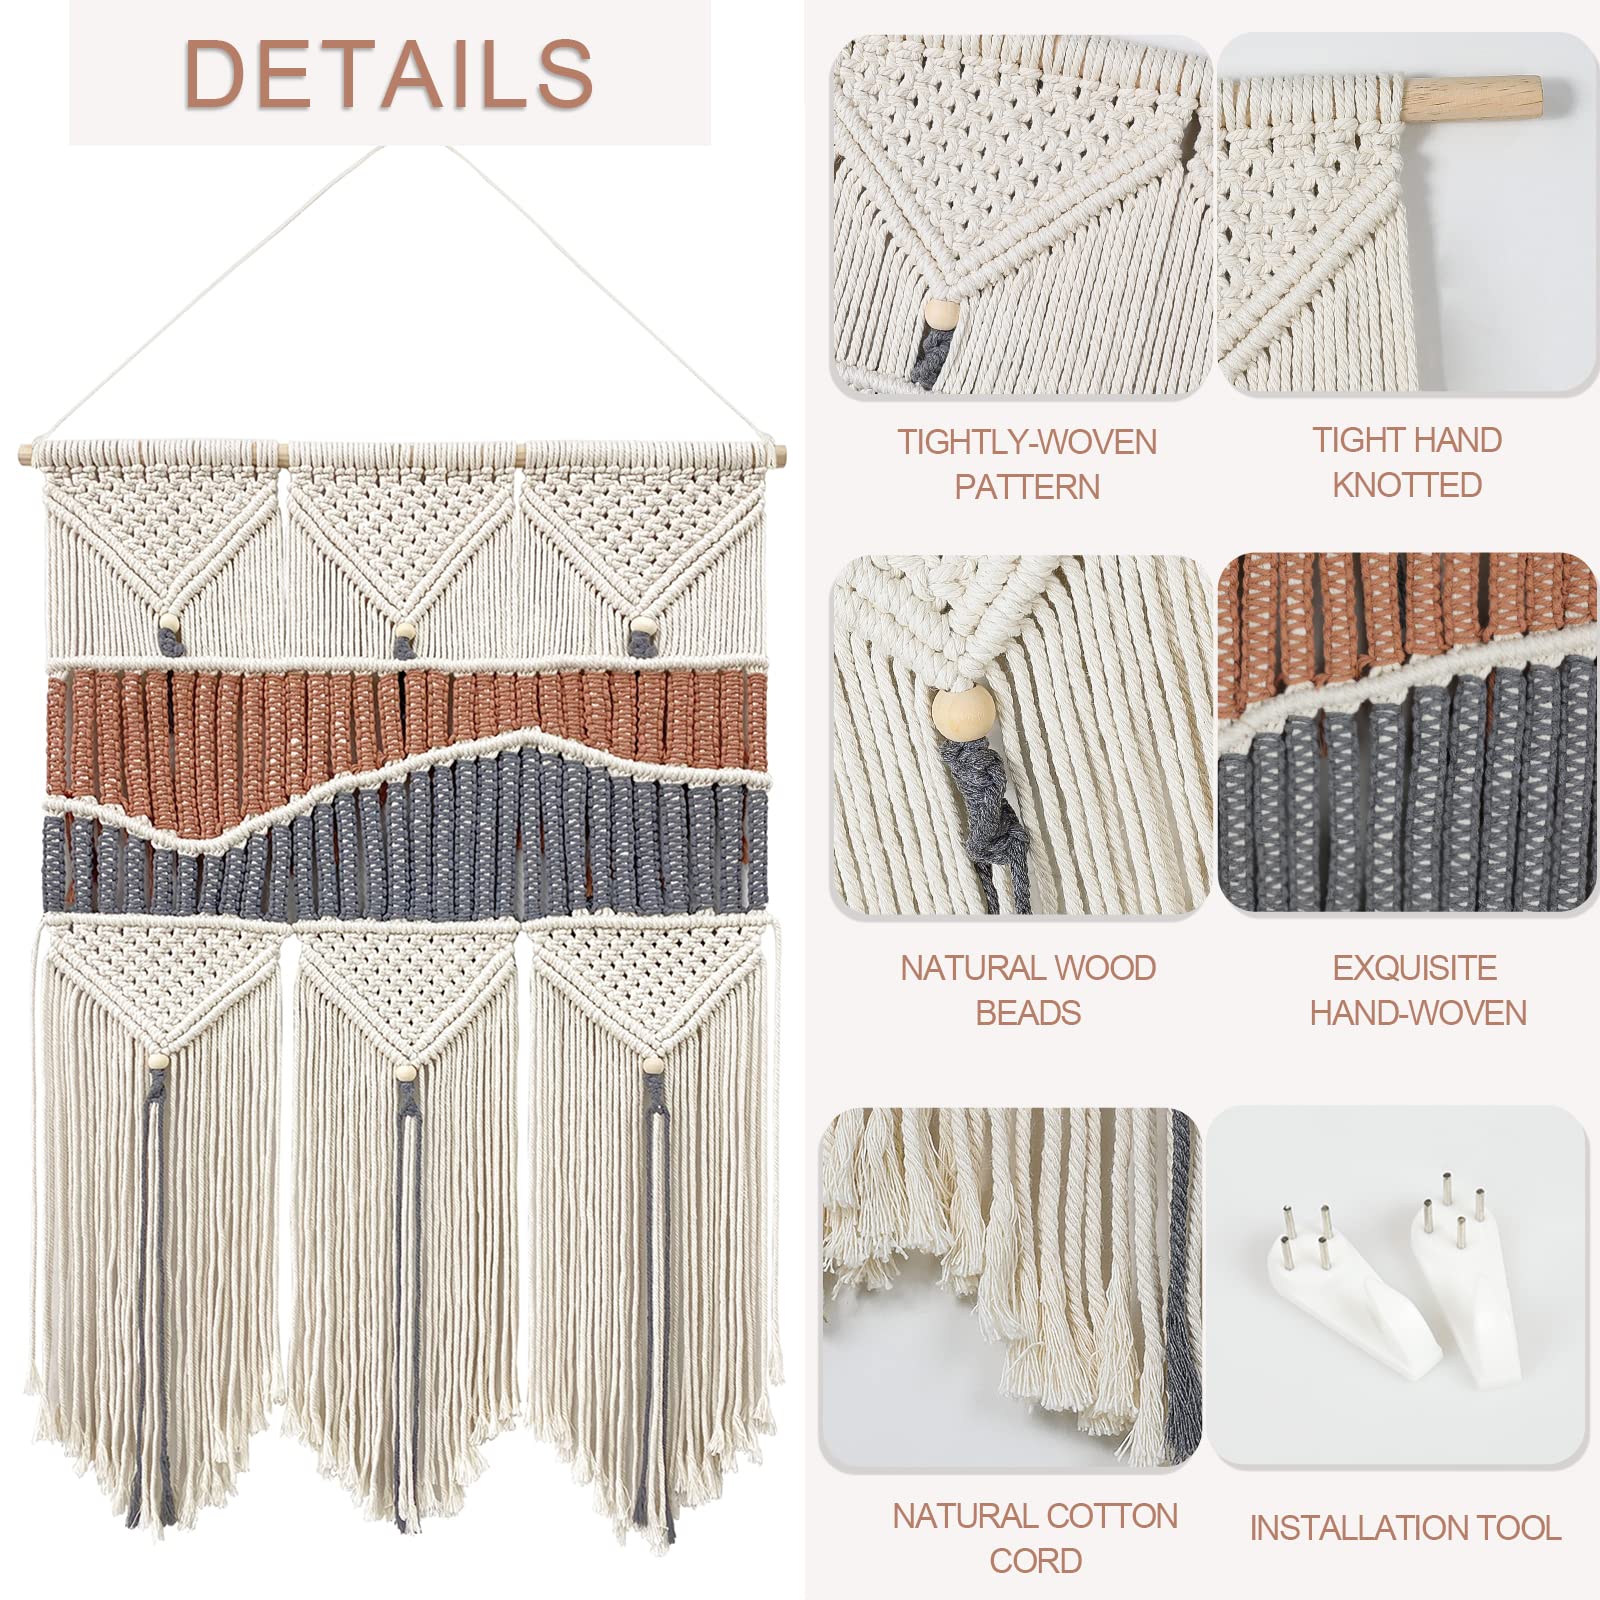 DETAILS
TIGHTLY-WOVEN
PATTERN
TIGHT HAND
KNOTTED
NATURAL WOOD
BEADS
EXQUISITE
HAND-WOVEN
NATURAL COTTON
CORD
INSTALLATION TOOL